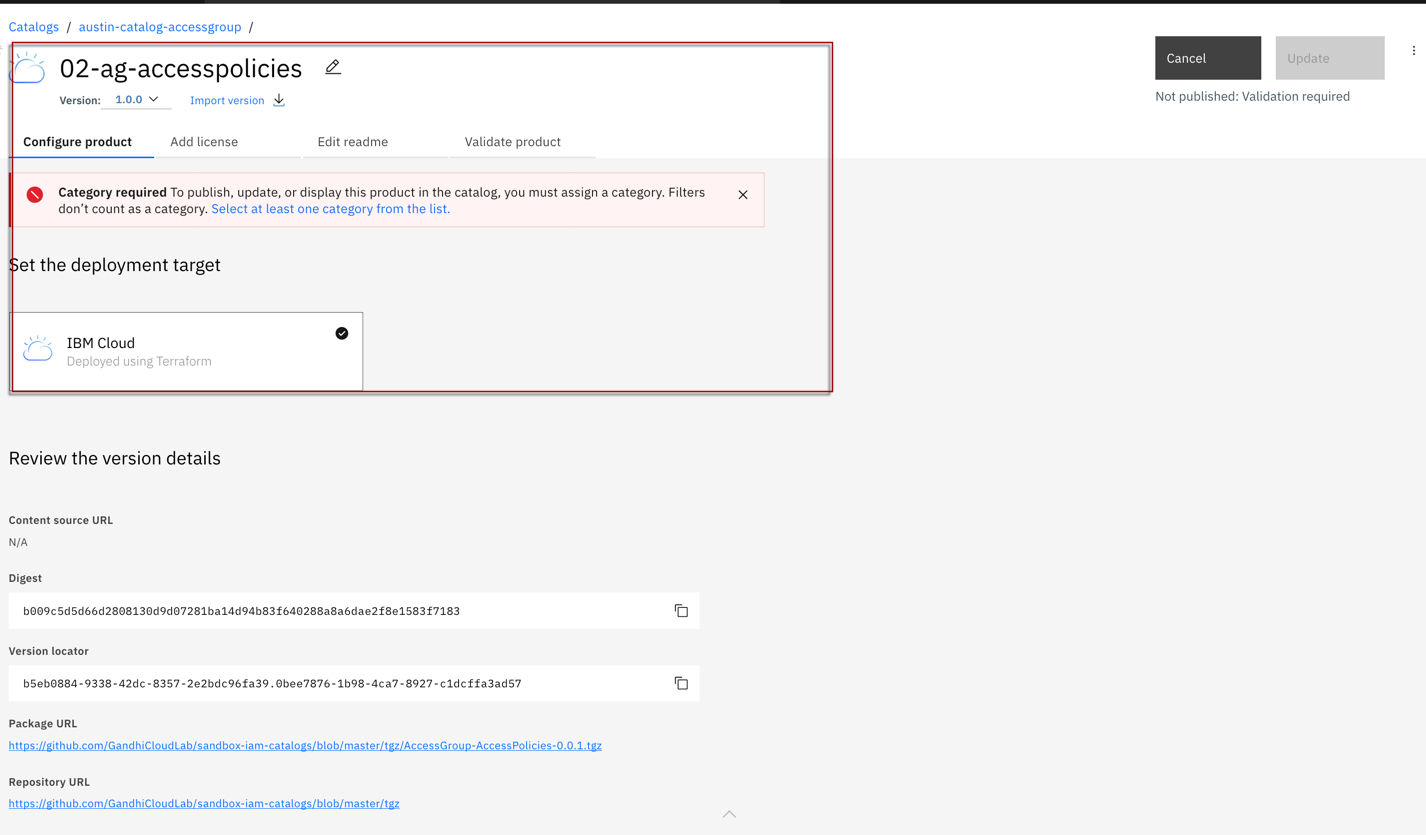 Catalogs / austin-catalog-accessgroup /
02-ag-accesspolicies
Version: 1.0.0 Import version
Cancel Update
Not published: Validation required
Configure product Add license Edit readme Validate product
Category required To publish, update, or display this product in the catalog, you must assign a category. Filters
don’t count as a category. Select at least one category from the list.
Set the deployment target
IBM Cloud
Deployed using Terraform
Review the version details
Content source URL
N/A
Digest
b009c5d5d66d2808130d9d07281ba14d94b83f640288a8a6dae2f8e1583f7183
Version locator
b5eb0884-9338-42dc-8357-2e2bdc96fa39.0bee7876-1b98-4ca7-8927-c1dcffa3ad57
Package URL
https://github.com/GandhiCloudLab/sandbox-iam-catalogs/blob/master/tgz/AccessGroup-AccessPolicies-0.0.1.tgz
Repository URL
https://github.com/GandhiCloudLab/sandbox-iam-catalogs/blob/master/tgz